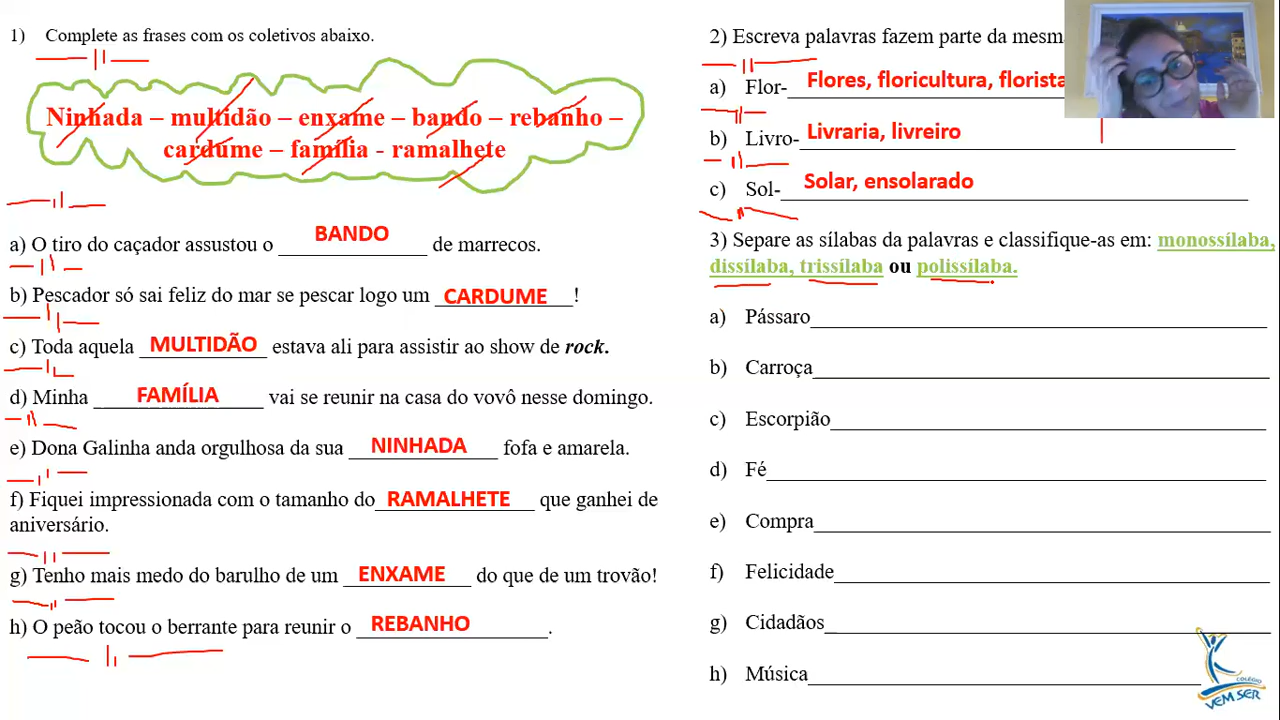 1) Complete as frases com os coletivos abaixo.
Ninhada – multidão – enxame – bando – rebanho –
cardume – família - ramalhete
a) O tiro do caçador assustou o ____________ BANDO de marrecos.
b) Pescador só sai feliz do mar se pescar logo um CARDUME!
c) Toda aquela MULTIDÃO estava ali para assistir ao show de rock.
d) Minha FAMÍLIA vai se reunir na casa do vovô nesse domingo.
e) Dona Galinha anda orgulhosa da sua NINHADA fofa e amarela.
f) Fiquei impressionada com o tamanho do RAMALHETE que ganhei de
aniversário.
g) Tenho mais medo do barulho de um ENXAME do que de um trovão!
h) O peão tocou o berrante para reunir o REBANHO.
2) Escreva palavras fazem parte da
a) Flor- Flores, floricultura, florista
b) Livro- Livraria, livreiro
c) Sol- Solar, ensolarado
3) Separe as sílabas da palavras e classifique-as em: monossílaba,
dissílaba, trissílaba ou polissílaba.
a) Pássaro
b) Carroça
c) Escorpião
d) Fé
e) Compra
f) Felicidade
g) Cidadãos
h) Música
COLÉGIO
VEM SER